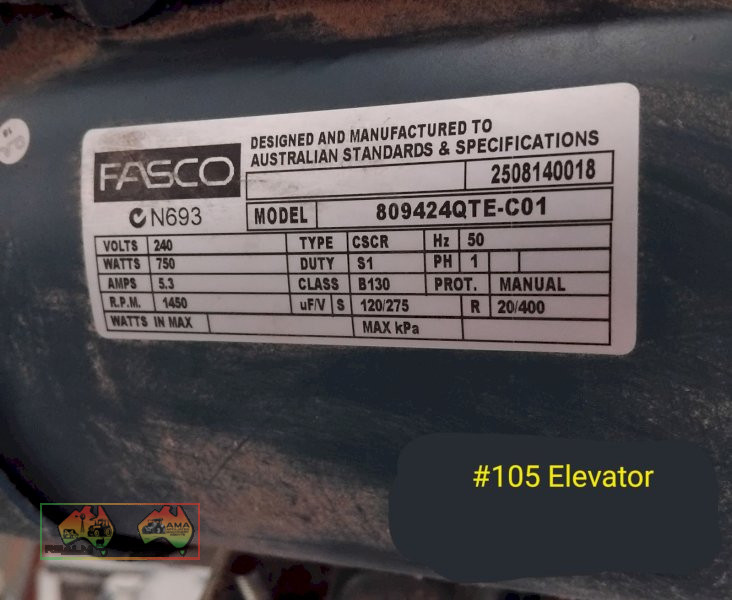 DESIGNED AND MANUFACTURED TO
AUSTRALIAN STANDARDS & SPECIFICATIONS
FASCO
2508140018
N693
MODEL 809424QTE-C01
VOLTS 240 TYPE CSCR Hz 50
WATTS 750 DUTY S1 PH 1
AMPS 5.3 CLASS B130 PROT. MANUAL
R.P.M. 1450 uF/V S 120/275 R 20/400
WATTS IN MAX MAX kPa
#105 Elevator
AMA